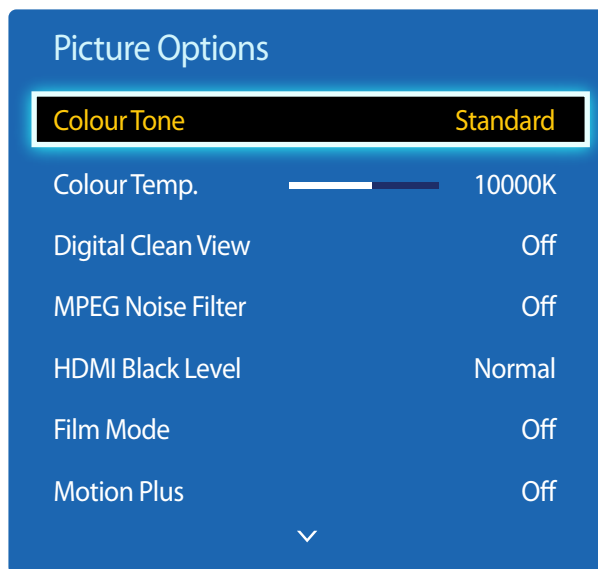 Picture Options
Colour Tone Standard
Colour Temp. 10000K
Digital Clean View Off
MPEG Noise Filter Off
HDMI Black Level Normal
Film Mode Off
Motion Plus Off